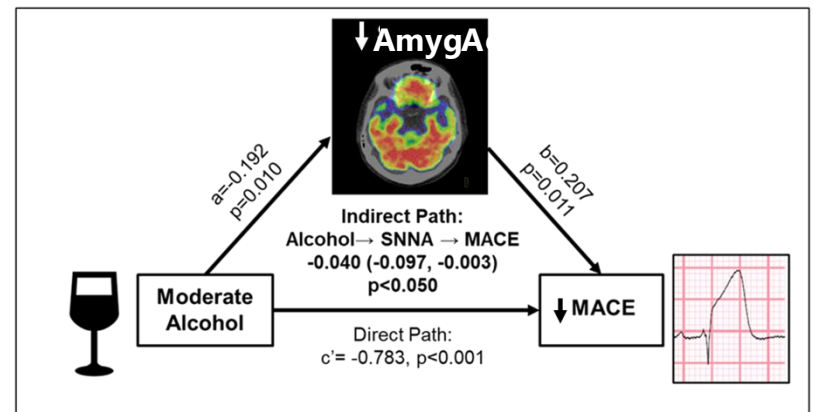 ↓AmygA
a=-0.192
p=0.010
b=0.207
p=0.011
Indirect Path:
Alcohol→ SNNA → MACE
-0.040 (-0.097, -0.003)
p<0.050
Moderate
Alcohol
↓ MACE
Direct Path:
c’= -0.783, p<0.001